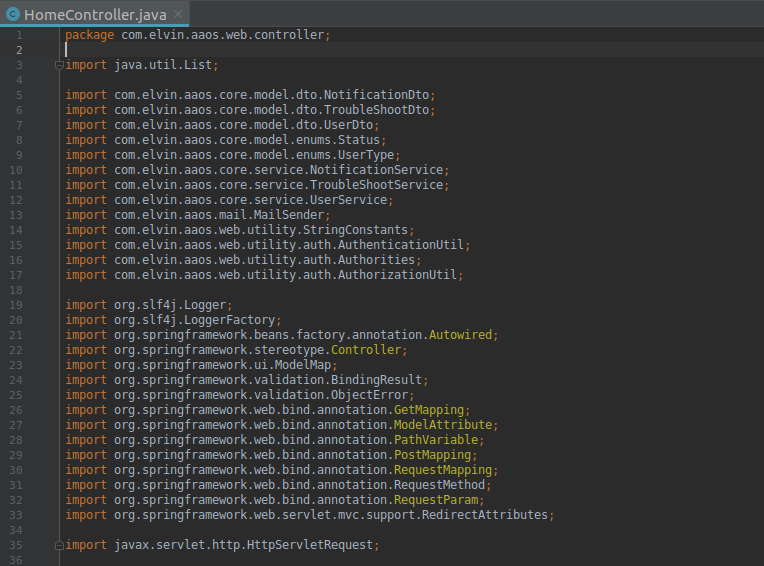 C HomeController.java ×
1 package com.elvin.aaos.web.controller;
2
3 import java.util.List;
4
5 import com.elvin.aaos.core.model.dto.NotificationDto;
6 import com.elvin.aaos.core.model.dto.TroubleShootDto;
7 import com.elvin.aaos.core.model.dto.UserDto;
8 import com.elvin.aaos.core.model.enums.Status;
9 import com.elvin.aaos.core.model.enums.UserType;
10 import com.elvin.aaos.core.service.NotificationService;
11 import com.elvin.aaos.core.service.TroubleShootService;
12 import com.elvin.aaos.core.service.UserService;
13 import com.elvin.aaos.mail.MailSender;
14 import com.elvin.aaos.web.utility.StringConstants;
15 import com.elvin.aaos.web.utility.auth.AuthenticationUtil;
16 import com.elvin.aaos.web.utility.auth.Authorities;
17 import com.elvin.aaos.web.utility.auth.AuthorizationUtil;
18
19 import org.slf4j.Logger;
20 import org.slf4j.LoggerFactory;
21 import org.springframework.beans.factory.annotation.Autowired;
22 import org.springframework.stereotype.Controller;
23 import org.springframework.ui.ModelMap;
24 import org.springframework.validation.BindingResult;
25 import org.springframework.validation.ObjectError;
26 import org.springframework.web.bind.annotation.GetMapping;
27 import org.springframework.web.bind.annotation.ModelAttribute;
28 import org.springframework.web.bind.annotation.PathVariable;
29 import org.springframework.web.bind.annotation.PostMapping;
30 import org.springframework.web.bind.annotation.RequestMapping;
31 import org.springframework.web.bind.annotation.RequestMethod;
32 import org.springframework.web.bind.annotation.RequestParam;
33 import org.springframework.web.servlet.mvc.support.RedirectAttributes;
34
35 import javax.servlet.http.HttpServletRequest;
36